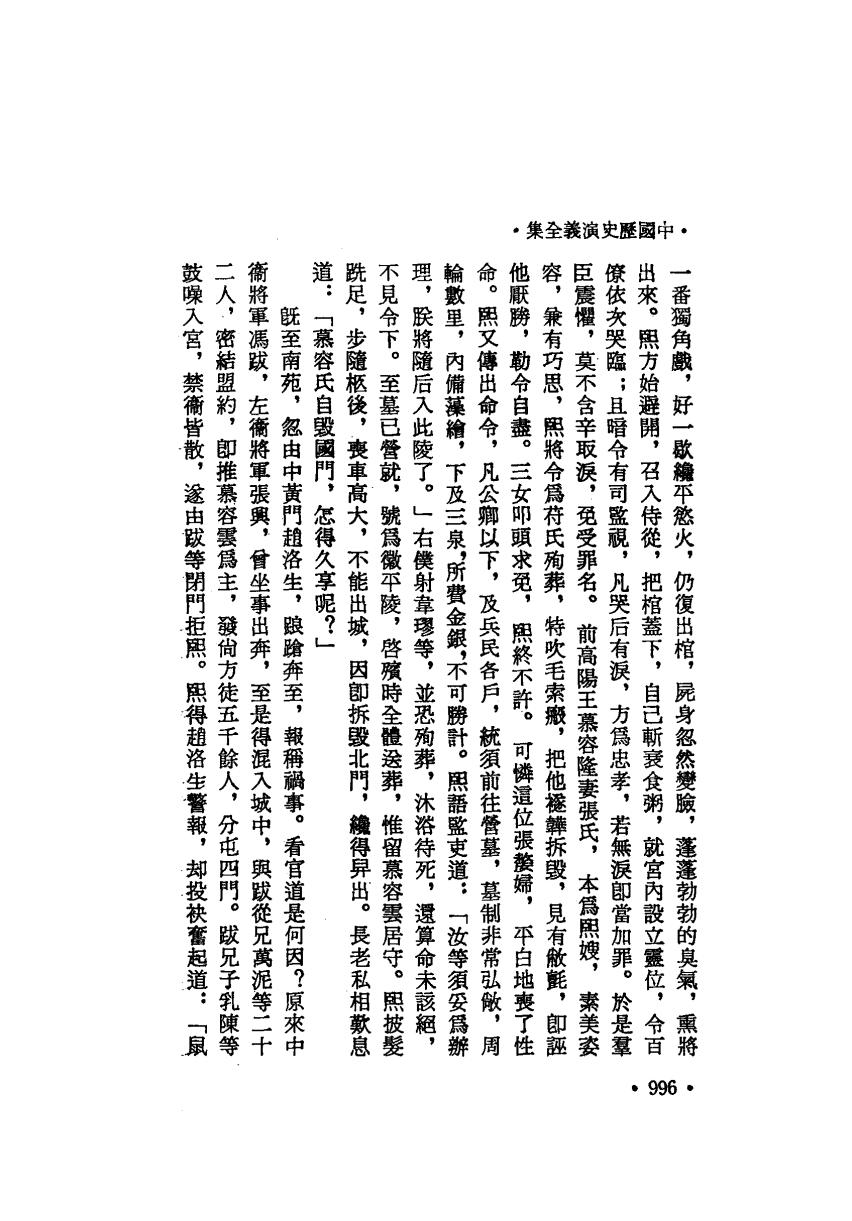 •中國歷史演義全集•
一番獨角戲，好一歇纔平慾火，仍復出棺，屍身忽然變臉，蓬蓬勃勃的臭氣，熏將
出來。熙方始避開，召入侍從，把棺蓋下，自己斬衰食粥，就宮內設立靈位，令百
僚依次哭臨；且暗令有司監視，凡哭后有淚，方爲忠孝，若無淚卽當加罪。於是羣
臣震懼，莫不含辛取淚，免受罪名。前高陽王慕容隆妻張氏，本爲熙嫂，素美姿
容，兼有巧思，熙將令爲苻氏殉葬，特吹毛索瘢，把他襚韡拆毀，見有敝氈，卽誣
他厭勝，勒令自盡。三女叩頭求免，熙終不許。可憐這位張嫠婦，平白地喪了性
命。熙又傳出命令，凡公卿以下，及兵民各戶，統須前往營墓，墓制非常弘敞，周
輪數里，內備藻繪，下及三泉，所費金銀，不可勝計。熙語監吏道：「汝等須妥爲辦
理，朕將隨后入此陵了。」右僕射韋璆等，並恐殉葬，沐浴待死，還算命未該絕，
不見令下。至墓已營就，號爲徽平陵，啓殯時全體送葬，惟留慕容雲居守。熙披髮
跣足，步隨柩後，喪車高大，不能出城，因卽拆毀北門，纔得舁出。長老私相歎息
道：「慕容氏自毀國門，怎得久享呢？」
旣至南苑，忽由中黃門趙洛生，踉蹌奔至，報稱禍事。看官道是何因？原來中
衞將軍馮跋，左衞將軍張興，曾坐事出奔，至是得混入城中，與跋從兄萬泥等二十
二人，密結盟約，卽推慕容雲爲主，發尙方徒五千餘人，分屯四門。跋兄子乳陳等
鼓噪入宮，禁衞皆散，遂由跋等閉門拒熙。熙得趙洛生警報，却投袂奮起道：「鼠
•996•